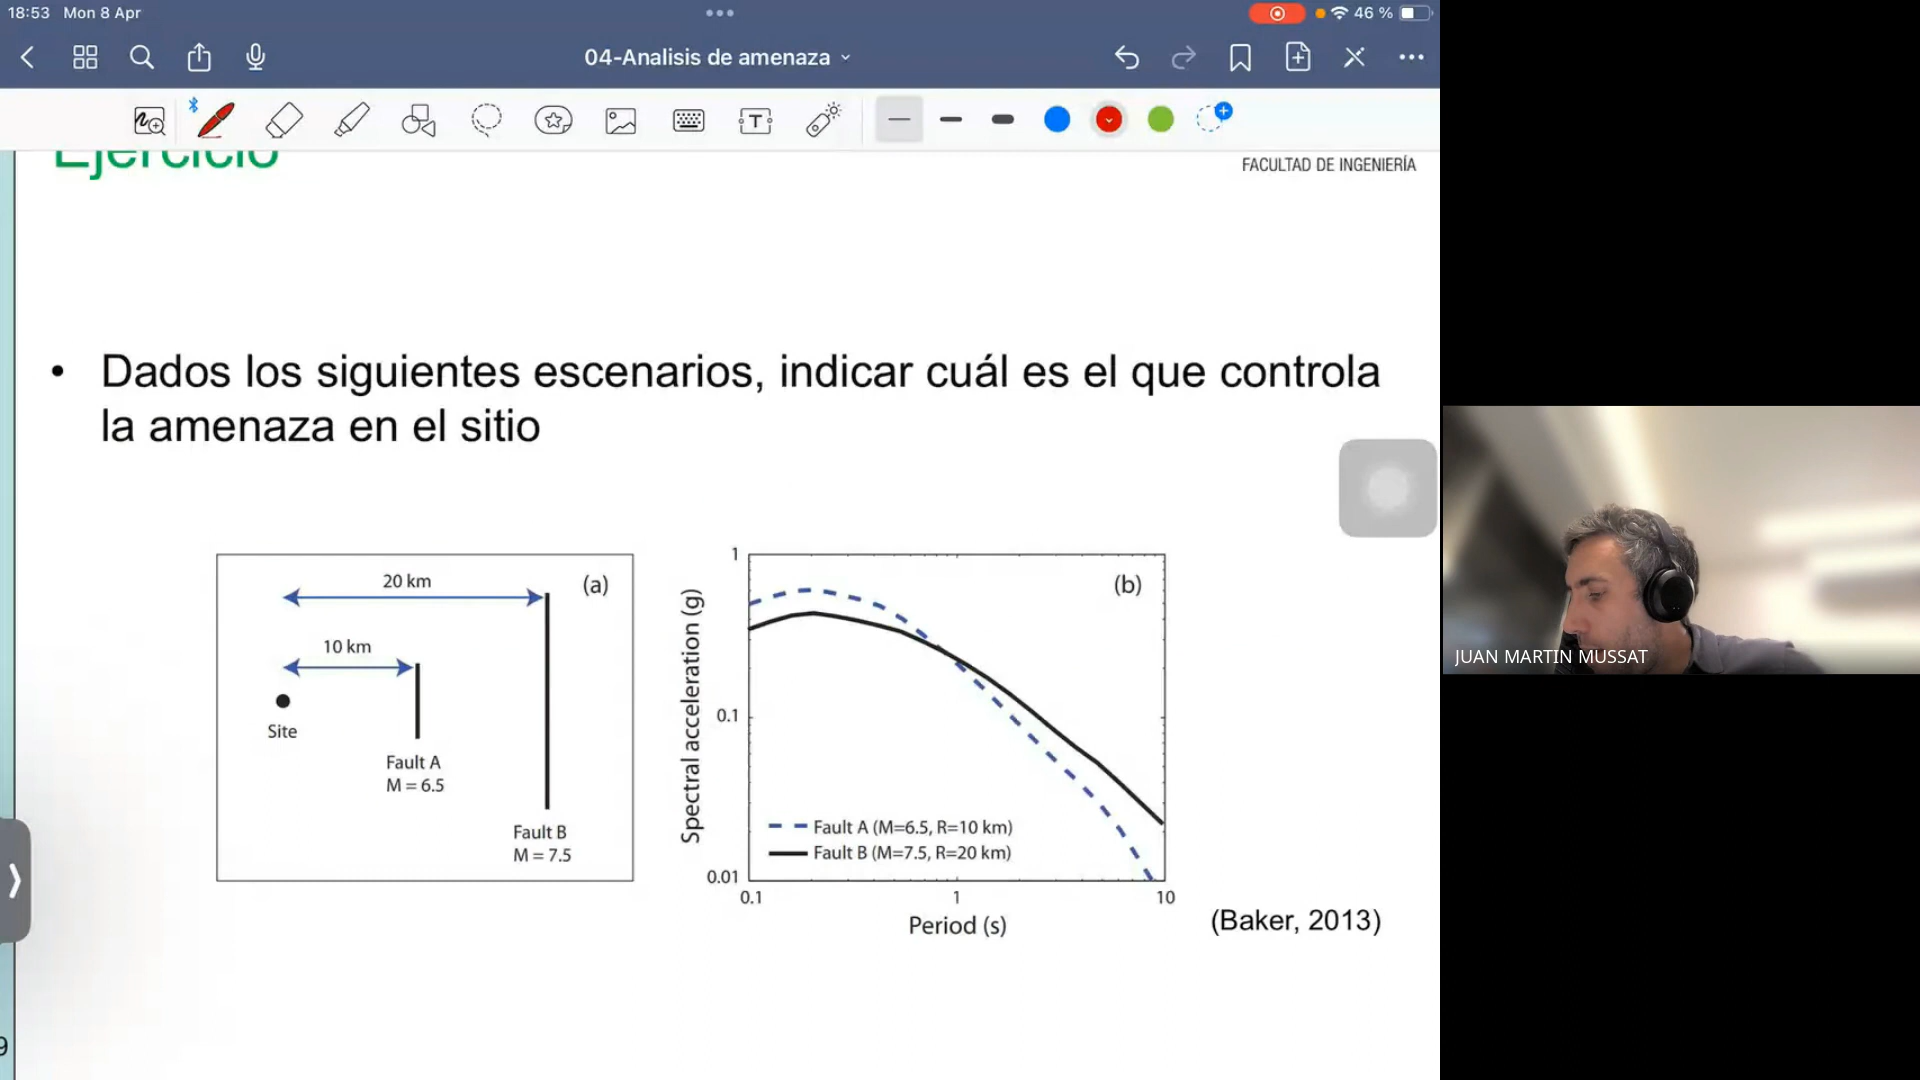 18:53 Mon 8 Apr
46 %
04-Analisis de amenaza
T
Ejercicio
FACULTAD DE INGENIERÍA
• Dados los siguientes escenarios, indicar cuál es el que controla
la amenaza en el sitio
20 km
(a)
10 km
Site
Fault A
M = 6.5
Fault B
M = 7.5
(b)
Spectral acceleration (g)
1
0.1
0.01
Fault A (M=6.5, R=10 km)
Fault B (M=7.5, R=20 km)
0.1
1
10
Period (s)
(Baker, 2013)
9
JUAN MARTIN MUSSAT